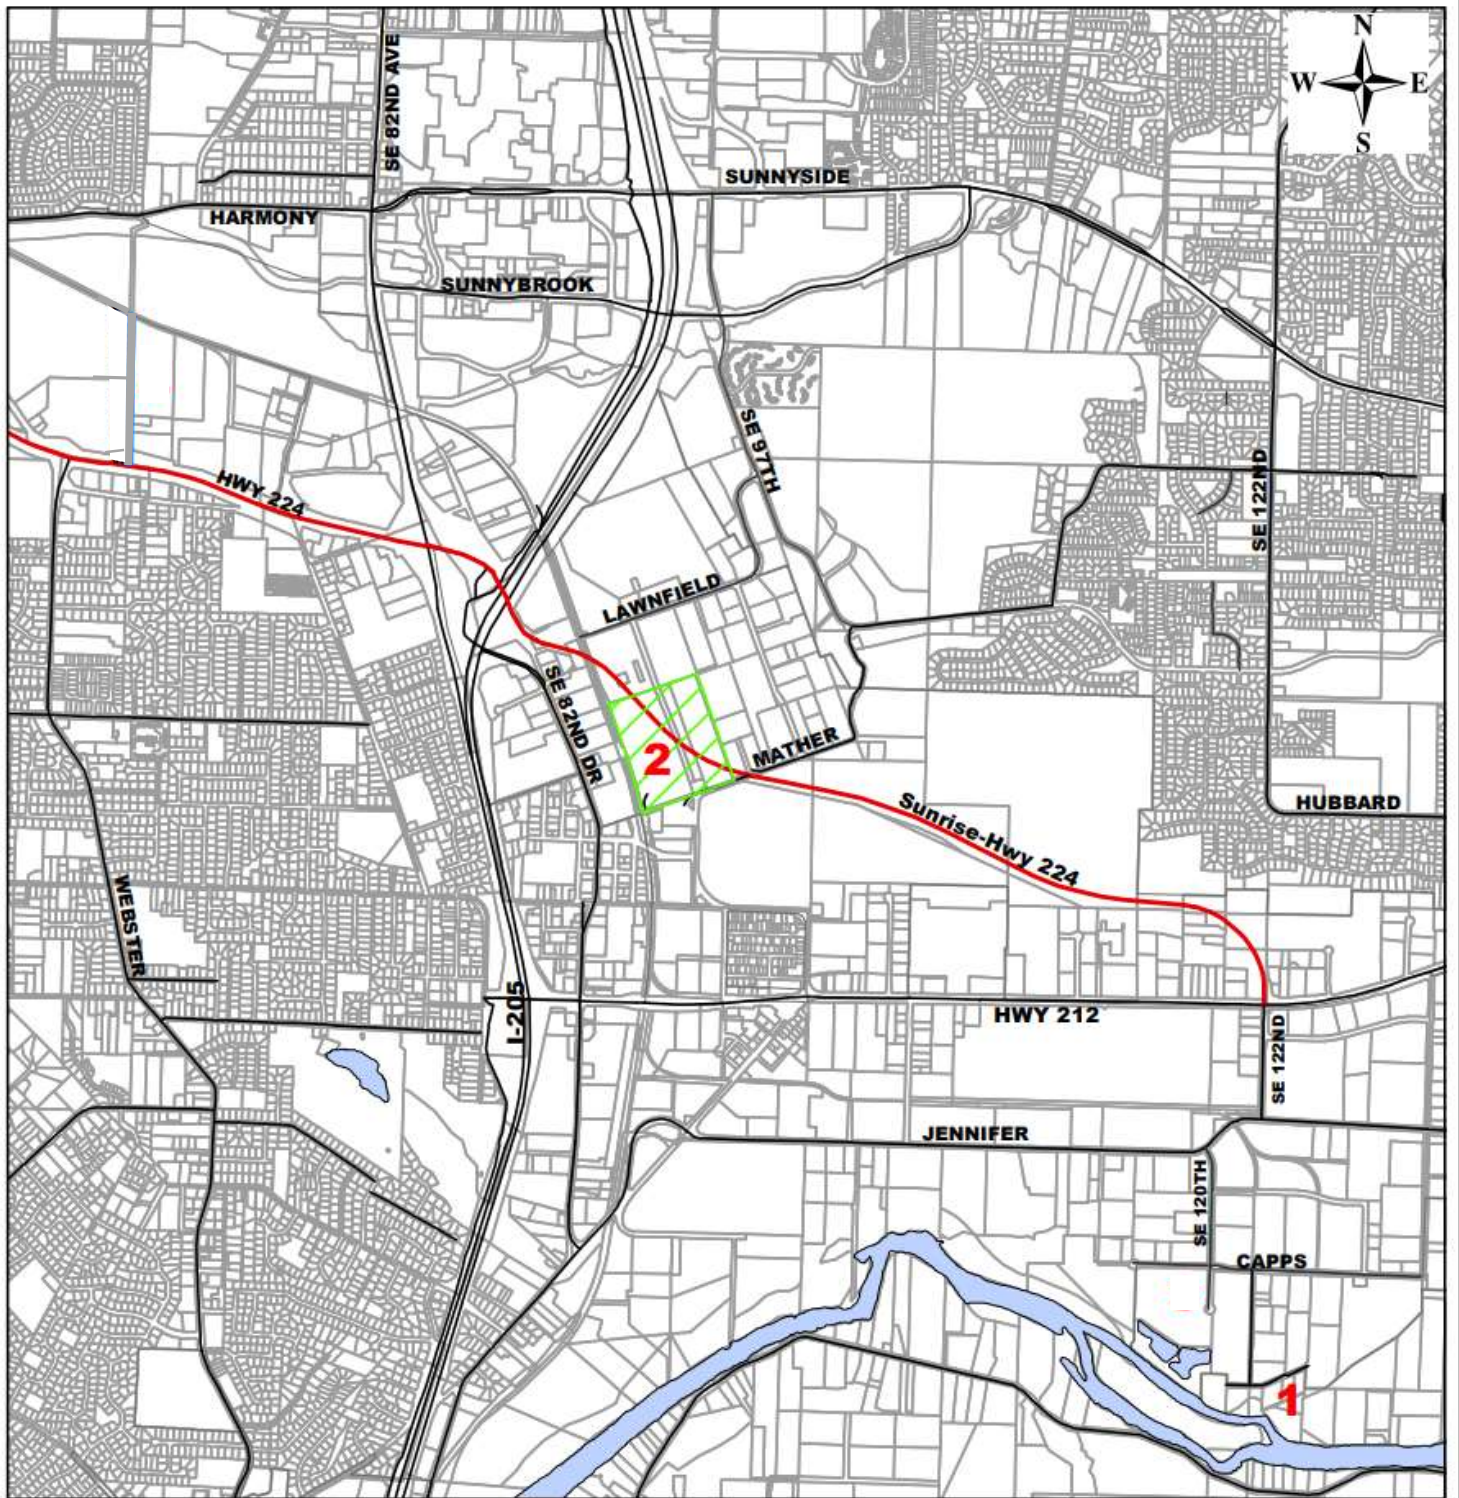 N
W E
S
SE 82ND AVE
SUNNYSIDE
HARMONY
SUNNYBROOK
SE 97TH
HWY 224
SE 122ND
LAWNFIELD
SE 82ND DR
2
MATHER
Sunrise-Hwy 224
HUBBARD
WEBSTER
I-205
HWY 212
SE 122ND
JENNIFER
SE 120TH
CAPPS
1